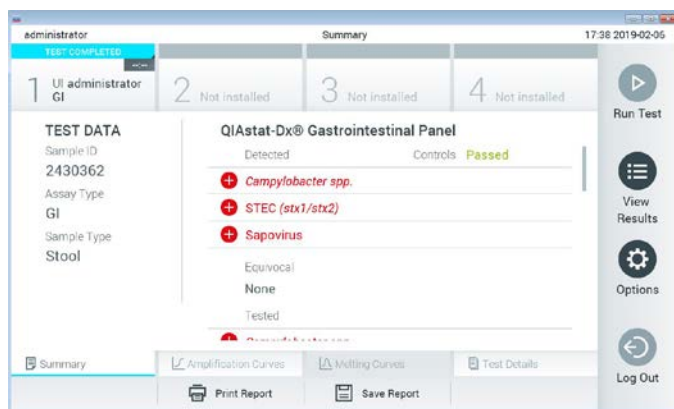 administrator Summary 17:38 2019-02-06
TEST COMPLETED
1 UI administrator GI
2 Not installed
3 Not installed
4 Not installed
Run Test
View Results
Options
Log Out
TEST DATA
Sample ID
2430362
Assay Type
GI
Sample Type
Stool
QIAstat-Dx® Gastrointestinal Panel
Detected Controls Passed
Campylobacter spp.
STEC (stx1/stx2)
Sapovirus
Equivocal
None
Tested
Campylobacter spp.
Summary Amplification Curves Melting Curves Test Details
Print Report Save Report